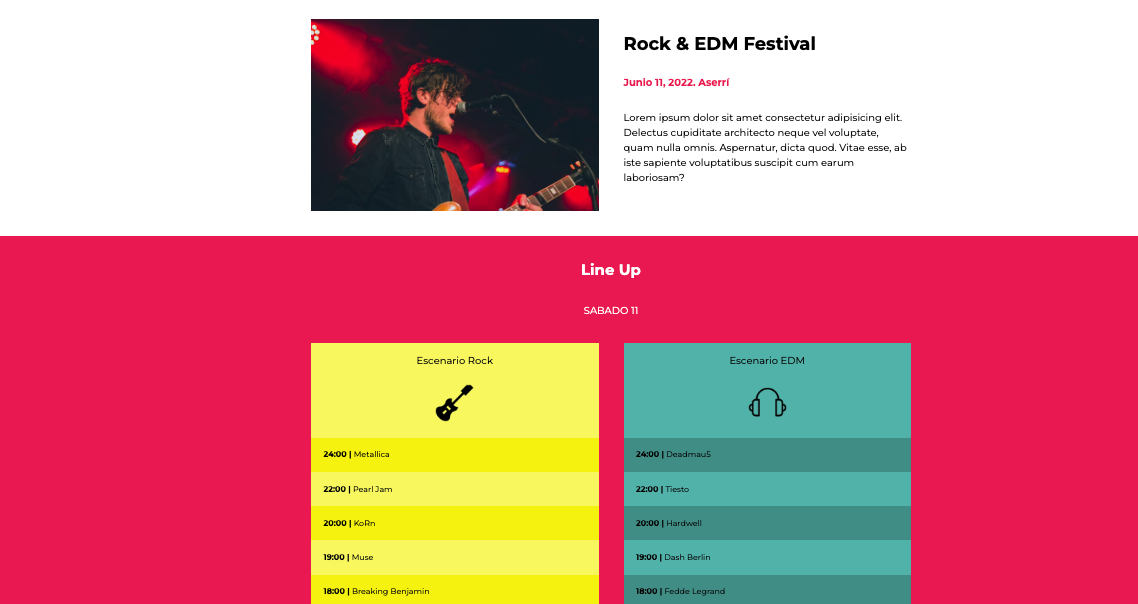 Rock & EDM Festival
Junio 11, 2022. Aserrí
Lorem ipsum dolor sit amet consectetur adipisicing elit.
Delectus cupiditate architecto neque vel voluptate,
quam nulla omnis. Aspernatur, dicta quod. Vitae esse, ab
iste sapiente voluptatibus suscipit cum earum
laboriosam?
Line Up
SABADO 11
Escenario Rock
24:00 | Metallica
22:00 | Pearl Jam
20:00 | KoRn
19:00 | Muse
18:00 | Breaking Benjamin
Escenario EDM
24:00 | Deadmau5
22:00 | Tiesto
20:00 | Hardwell
19:00 | Dash Berlin
18:00 | Fedde Legrand